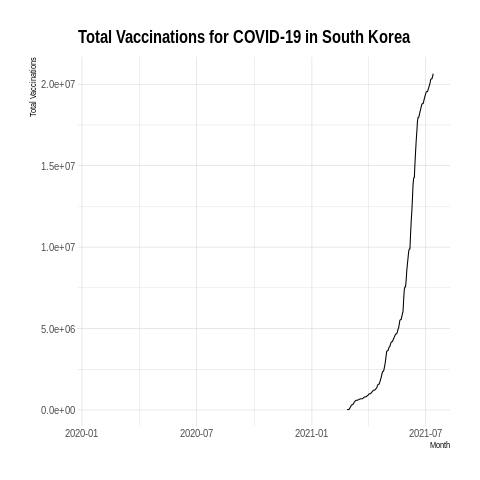 Total Vaccinations for COVID-19 in South Korea
Total Vaccinations
2.0e+07
1.5e+07
1.0e+07
5.0e+06
0.0e+00
2020-01 2020-07 2021-01 2021-07
Month